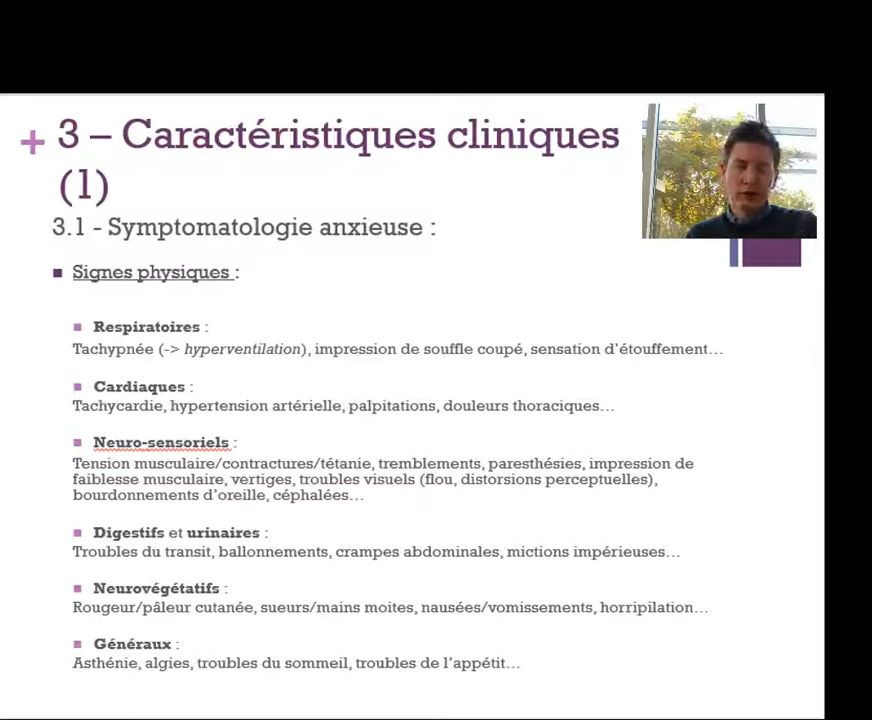 3 – Caractéristiques cliniques
(1)
3.1 - Symptomatologie anxieuse :
Signes physiques :
Respiratoires :
Tachypnée (-> hyperventilation), impression de souffle coupé, sensation d'étouffement…
Cardiaques :
Tachycardie, hypertension artérielle, palpitations, douleurs thoraciques…
Neuro-sensoriels :
Tension musculaire/contractures/tétanie, tremblements, paresthésies, impression de
faiblesse musculaire, vertiges, troubles visuels (flou, distorsions perceptuelles),
bourdonnements d'oreille, céphalées…
Digestifs et urinaires :
Troubles du transit, ballonnements, crampes abdominales, mictions impérieuses…
Neurovégétatifs :
Rougeur/pâleur cutanée, sueurs/mains moites, nausées/vomissements, horripilation…
Généraux :
Asthénie, algies, troubles du sommeil, troubles de l'appétit…